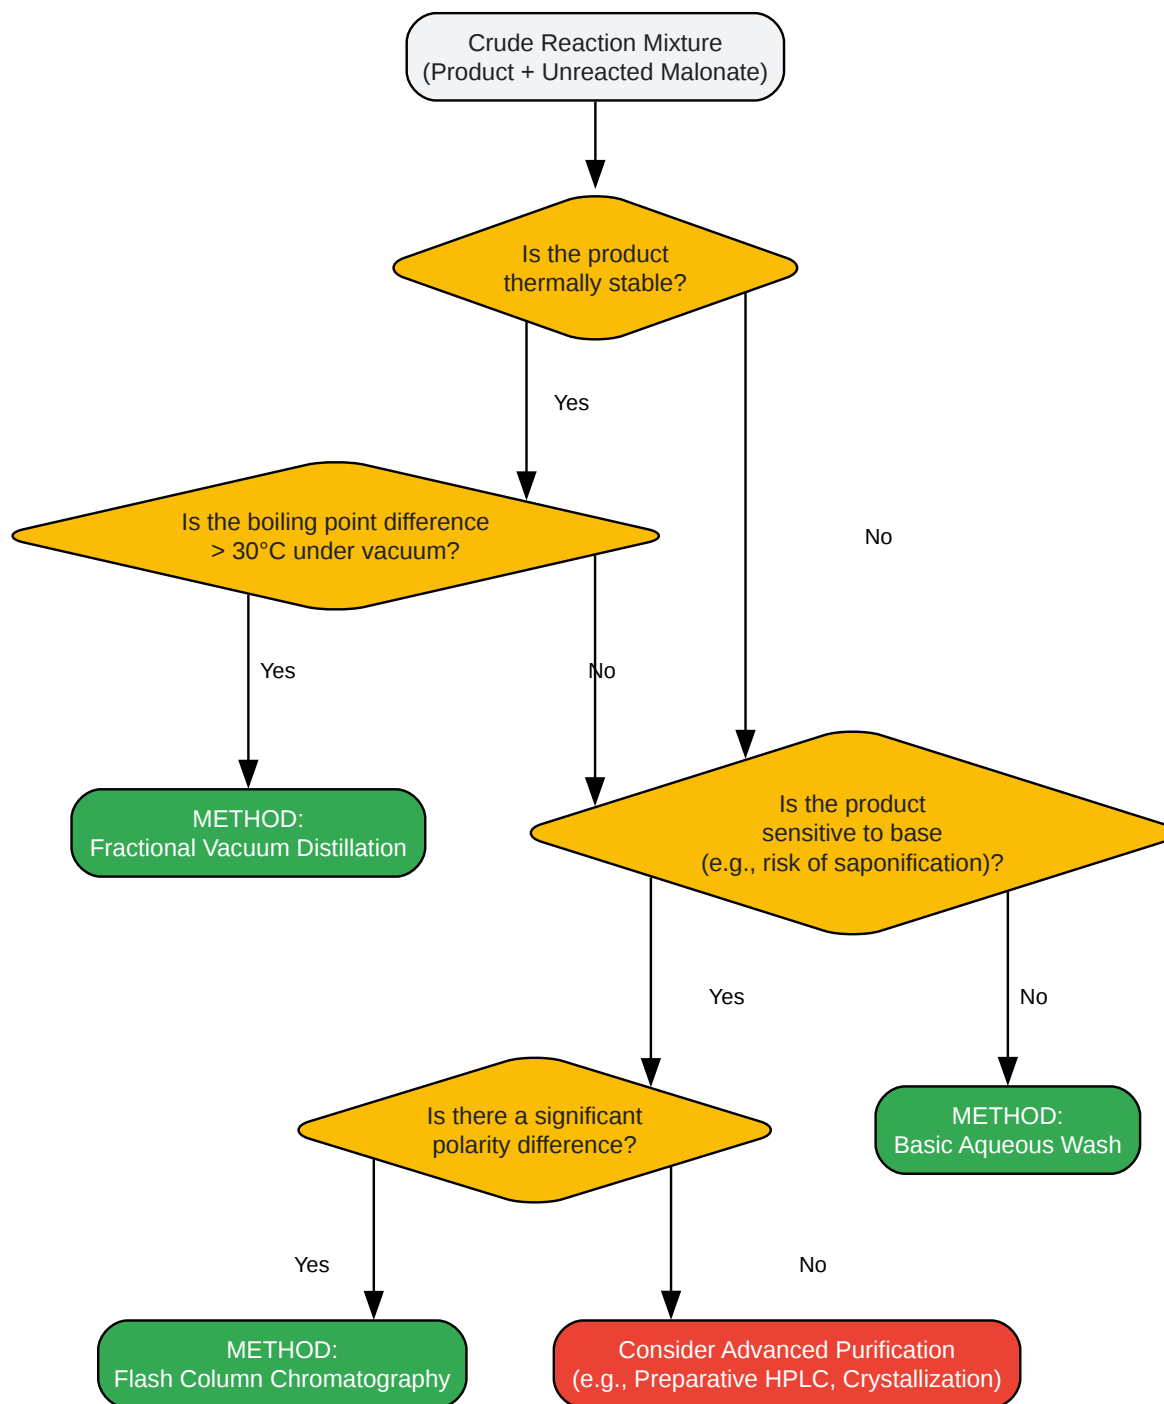 Crude Reaction Mixture
(Product + Unreacted Malonate)
Is the product
thermally stable?
Yes
No
Is the boiling point difference
> 30°C under vacuum?
Yes
No
METHOD:
Fractional Vacuum Distillation
Is the product
sensitive to base
(e.g., risk of saponification)?
Yes
No
Is there a significant
polarity difference?
METHOD:
Basic Aqueous Wash
Yes
No
METHOD:
Flash Column Chromatography
Consider Advanced Purification
(e.g., Preparative HPLC, Crystallization)